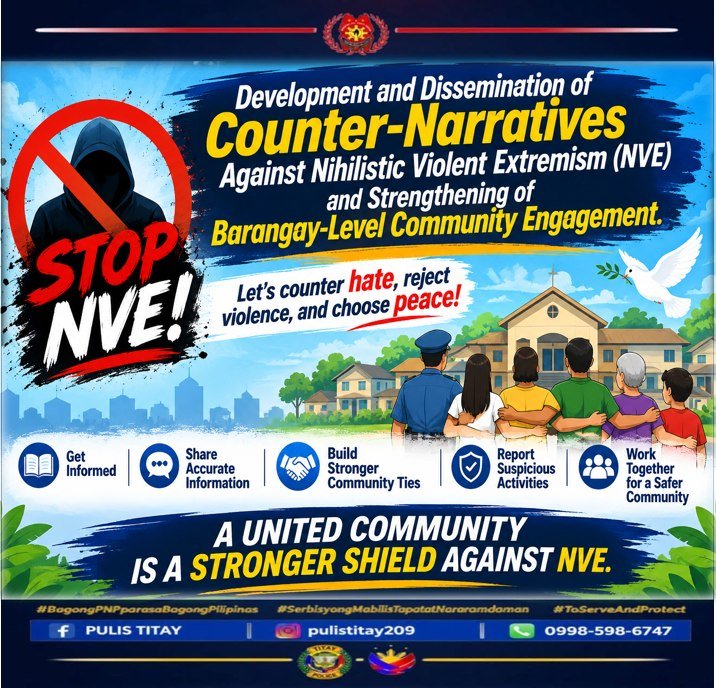 Development and Dissemination of
Counter-Narratives
Against Nihilistic Violent Extremism (NVE)
and Strengthening of
Barangay-Level Community Engagement.
STOP
NVE!
Let's counter hate, reject
violence, and choose peace!
Get
Informed
Share
Accurate
Information
Build
Stronger
Community Ties
Report
Suspicious
Activities
Work
Together
for a Safer
Community
A UNITED COMMUNITY
IS A STRONGER SHIELD AGAINST NVE.
#BagongPNPparasaBagongPilipinas #SerbisyongMabilisTapatatNararamdaman #ToServeAndProtect
PULIS TITAY | pulistitay209 | 0998-598-6747
TITAY
POLICE